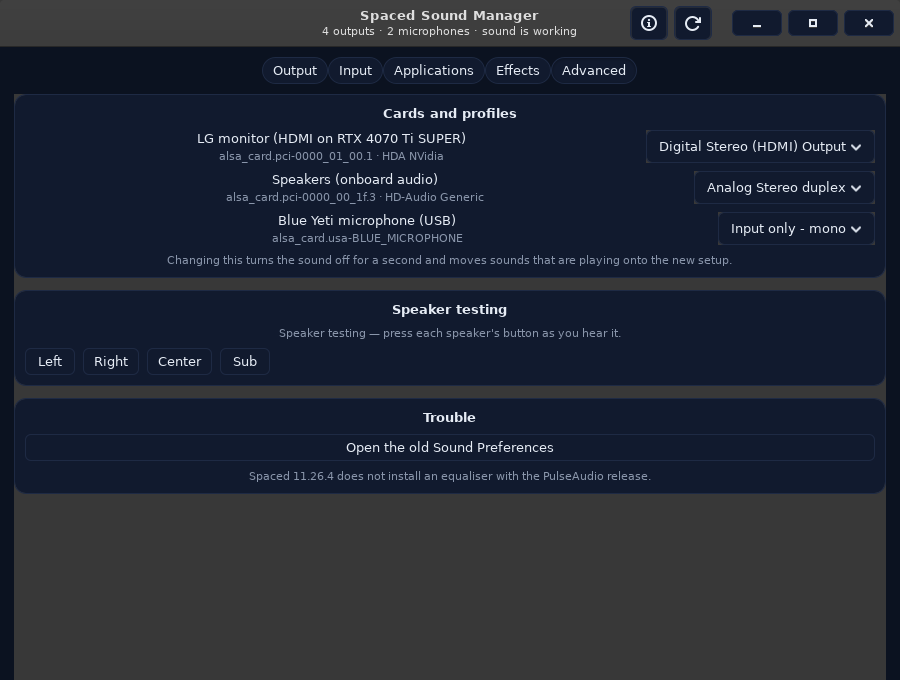 Spaced Sound Manager
4 outputs · 2 microphones · sound is working
Output
Input
Applications
Effects
Advanced
Cards and profiles
LG monitor (HDMI on RTX 4070 Ti SUPER)
alsa_card.pci-0000_01_00.1 · HDA NVidia
Digital Stereo (HDMI) Output
Speakers (onboard audio)
alsa_card.pci-0000_00_1f.3 · HD-Audio Generic
Analog Stereo duplex
Blue Yeti microphone (USB)
alsa_card.usa-BLUE_MICROPHONE
Input only - mono
Changing this turns the sound off for a second and moves sounds that are playing onto the new setup.
Speaker testing
Speaker testing — press each speaker's button as you hear it.
Left
Right
Center
Sub
Trouble
Open the old Sound Preferences
Spaced 11.26.4 does not install an equaliser with the PulseAudio release.